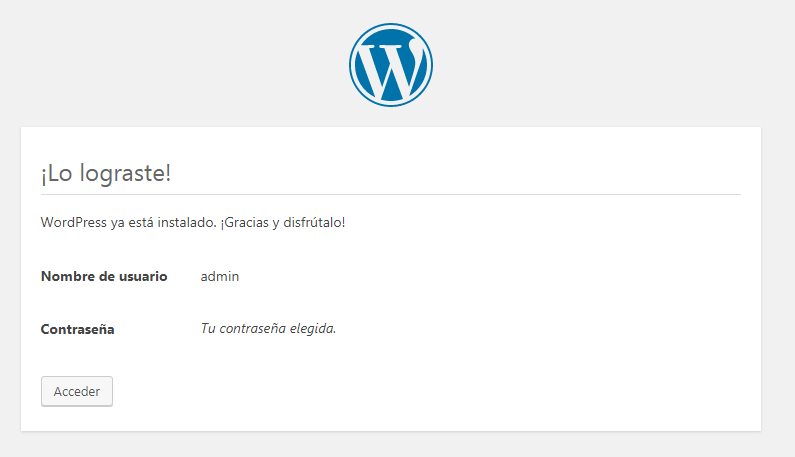 ¡Lo lograste!
WordPress ya está instalado. ¡Gracias y disfrútalo!
Nombre de usuario admin
Contraseña Tu contraseña elegida.
Acceder